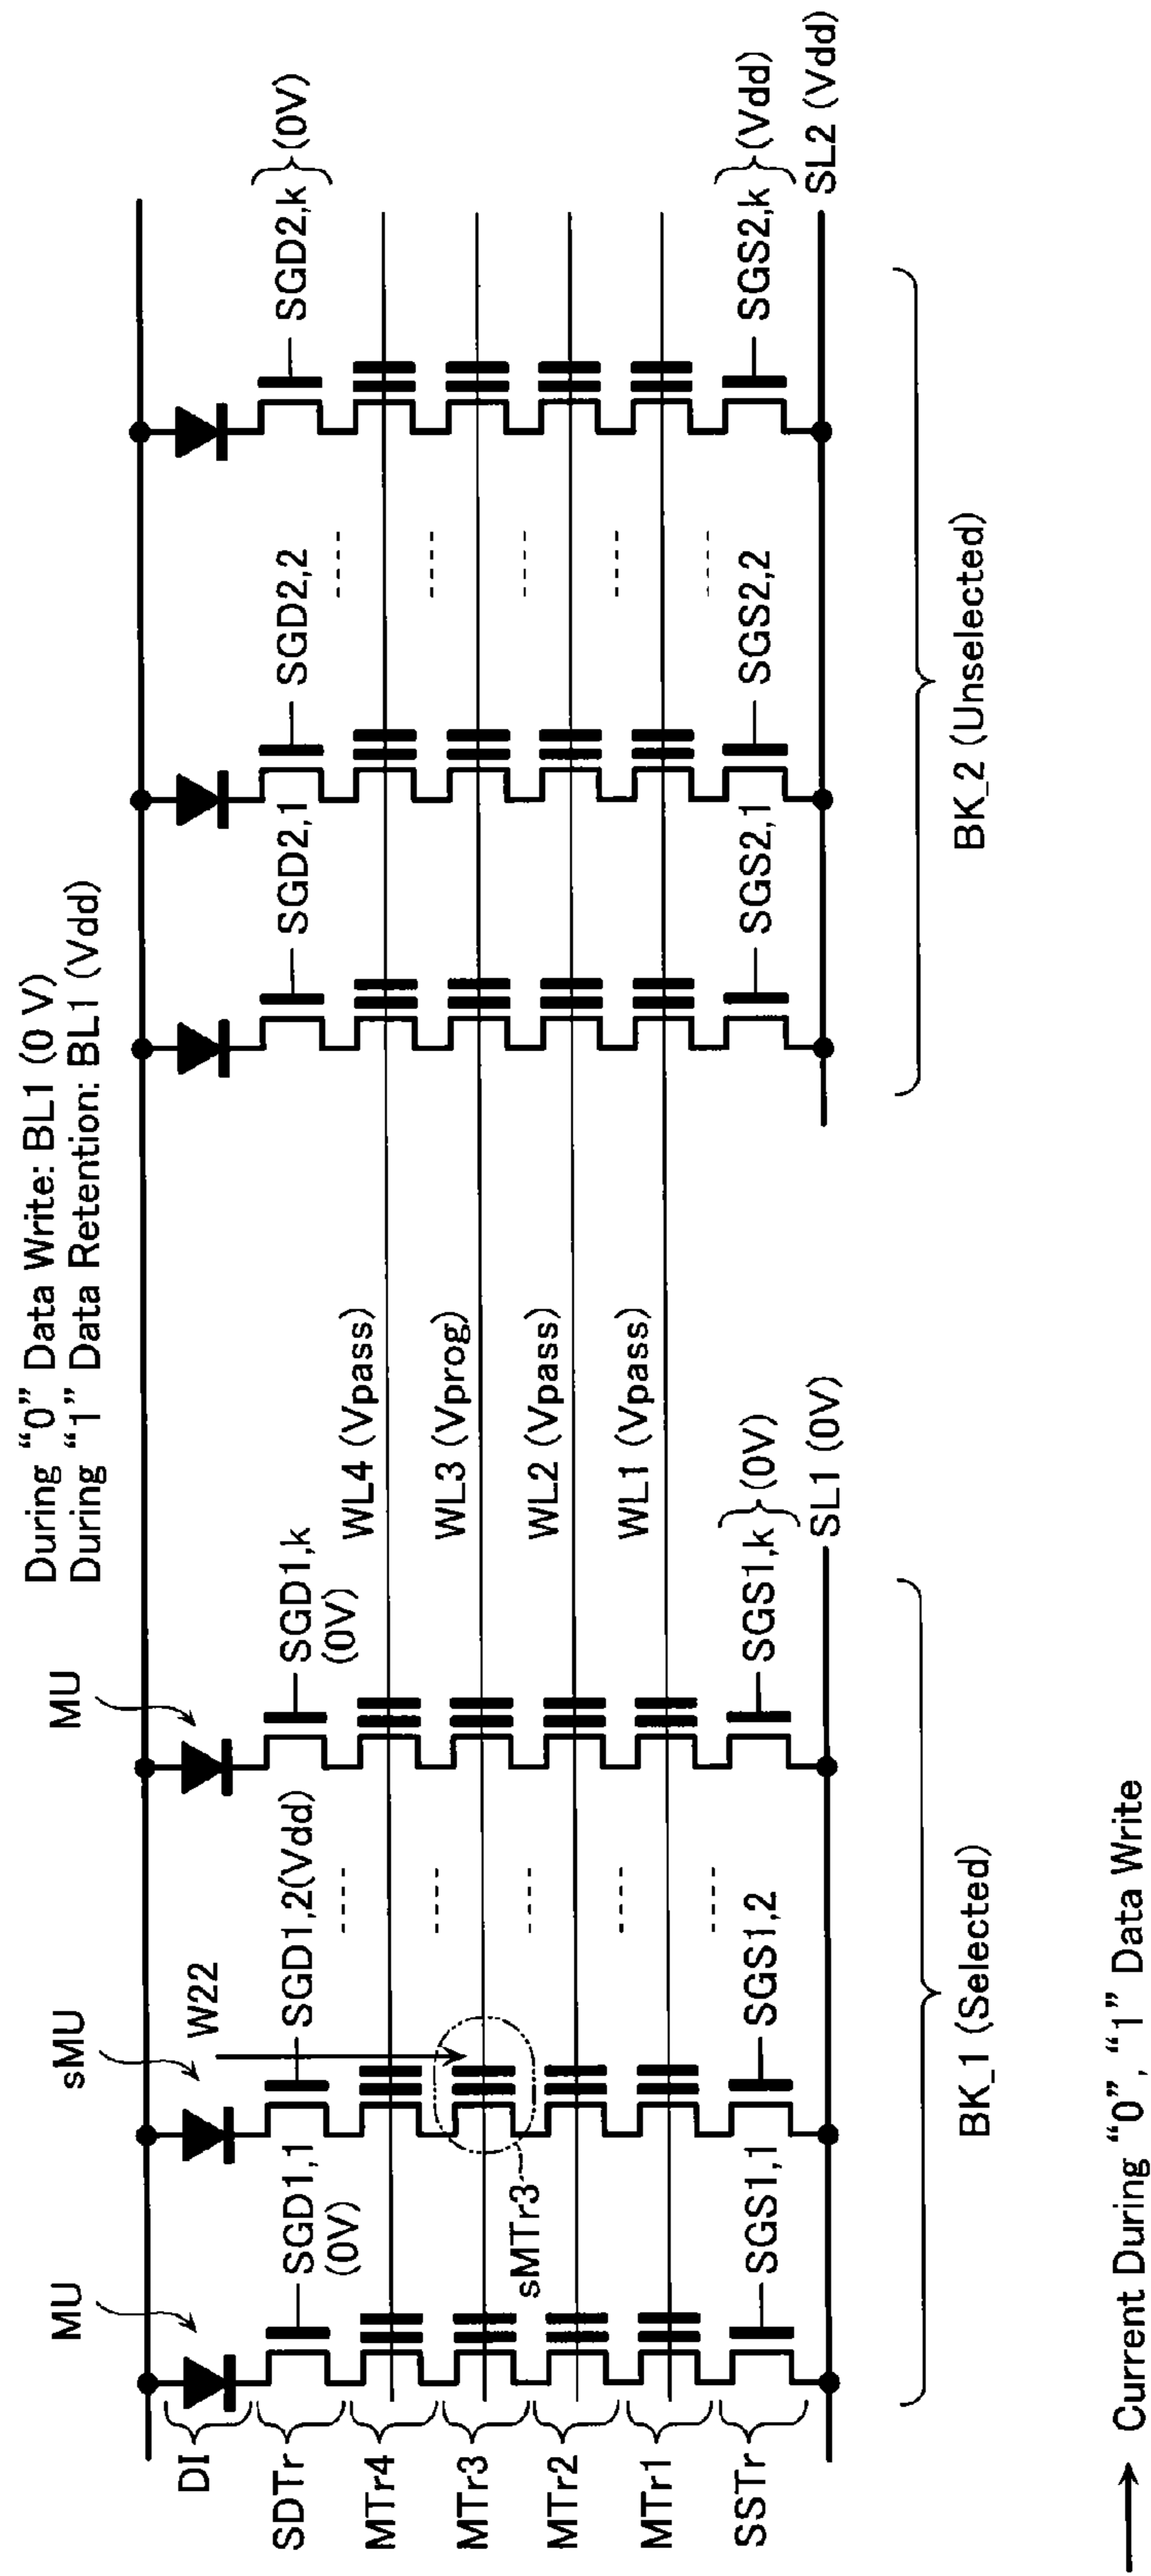 During “0” Data Write: BL1 (0 V)
During “1” Data Retention: BL1 (Vdd)
MU
sMU
W22
MU
DI
SDTr
MTr4
MTr3
MTr2
MTr1
SSTr
SGD1,1
(0V)
SGD1,2(Vdd)
SGD1,k
(0V)
SGD2,1
SGD2,2
SGD2,k
(0V)
WL4 (Vpass)
WL3 (Vprog)
WL2 (Vpass)
WL1 (Vpass)
sMTr3
SGS1,1
SGS1,2
SGS1,k
(0V)
SGS2,1
SGS2,2
SGS2,k
(Vdd)
SL1 (0V)
SL2 (Vdd)
BK_1 (Selected)
BK_2 (Unselected)
Current During “0”, “1” Data Write